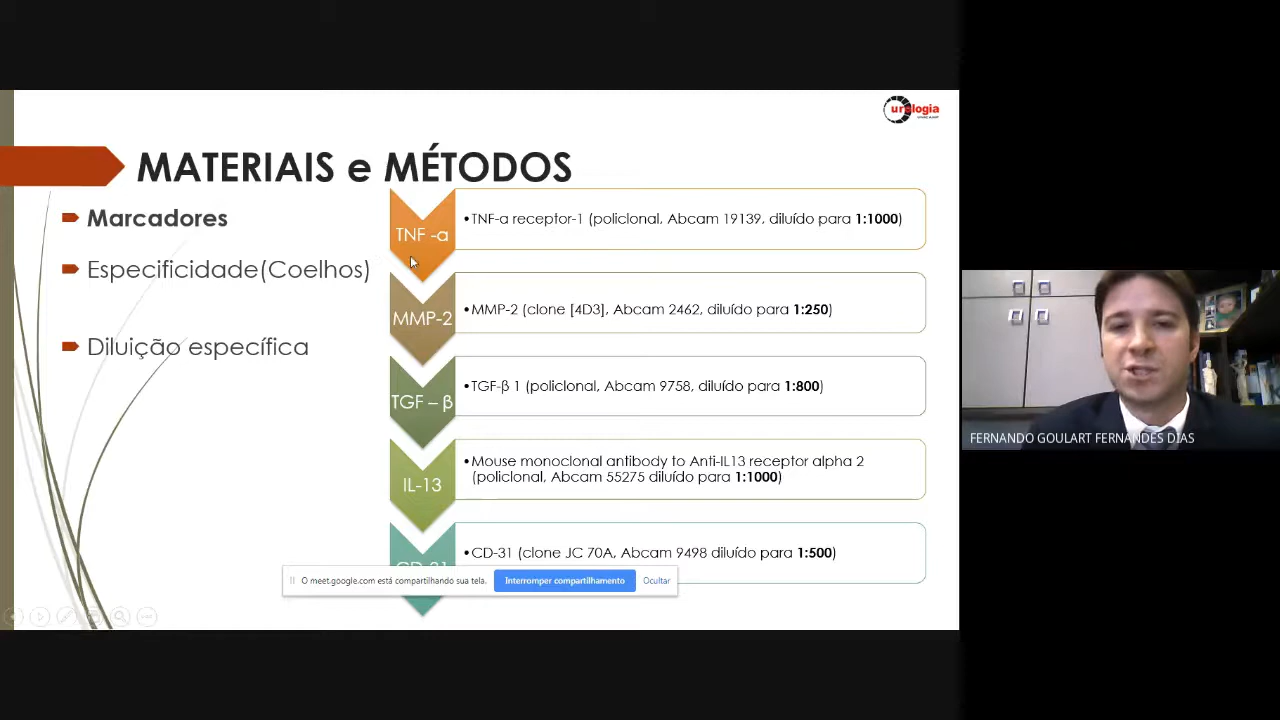 urologia
MATERIAIS e MÉTODOS
Marcadores
Especificidade(Coelhos)
Diluição específica
TNF -a
•TNF-a receptor-1 (policlonal, Abcam 19139, diluído para 1:1000)
MMP-2
•MMP-2 (clone [4D3], Abcam 2462, diluído para 1:250)
TGF – β
•TGF-β 1 (policlonal, Abcam 9758, diluído para 1:800)
IL-13
•Mouse monoclonal antibody to Anti-IL13 receptor alpha 2
(policlonal, Abcam 55275 diluído para 1:1000)
CD-31
•CD-31 (clone JC 70A, Abcam 9498 diluído para 1:500)
O meet.google.com está compartilhando sua tela.
Interromper compartilhamento
Ocultar
FERNANDO GOULART FERNANDES DIAS